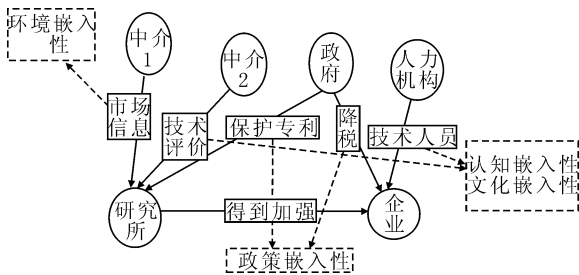 环境嵌入
性
中介
1
中介
2
政
府
人力
机构
市场
信息
技术
评价
保护专利
降
税
技术人员
认知嵌入性
文化嵌入性
研究
所
得到加强
企
业
政策嵌入性